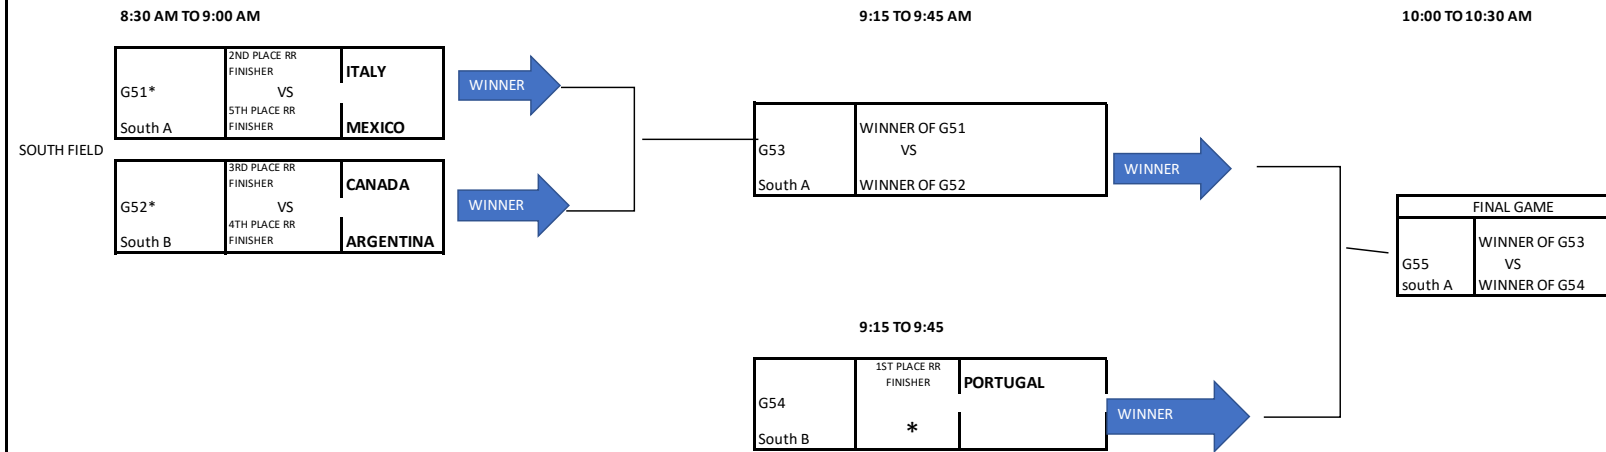 8:30 AM TO 9:00 AM
9:15 TO 9:45 AM
10:00 TO 10:30 AM
2ND PLACE RR
FINISHER
ITALY
G51*
VS
5TH PLACE RR
FINISHER
South A
MEXICO
WINNER
SOUTH FIELD
3RD PLACE RR
FINISHER
CANADA
G52*
VS
4TH PLACE RR
FINISHER
South B
ARGENTINA
WINNER
WINNER OF G51
G53
VS
South A
WINNER OF G52
WINNER
FINAL GAME
WINNER OF G53
G55
VS
south A
WINNER OF G54
9:15 TO 9:45
1ST PLACE RR
FINISHER
PORTUGAL
G54
*
South B
WINNER